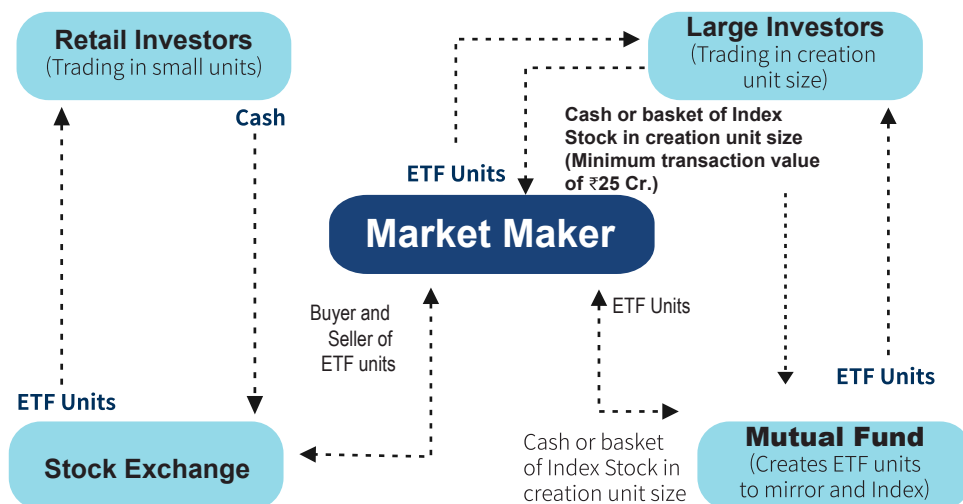 Retail Investors
(Trading in small units)
Large Investors
(Trading in creation
unit size)
Cash
Cash or basket of Index
Stock in creation unit size
(Minimum transaction value
of ₹25 Cr.)
ETF Units
Market Maker
Buyer and
Seller of
ETF units
ETF Units
ETF Units
ETF Units
Stock Exchange
Cash or basket
of Index Stock in
creation unit size
Mutual Fund
(Creates ETF units
to mirror and Index)